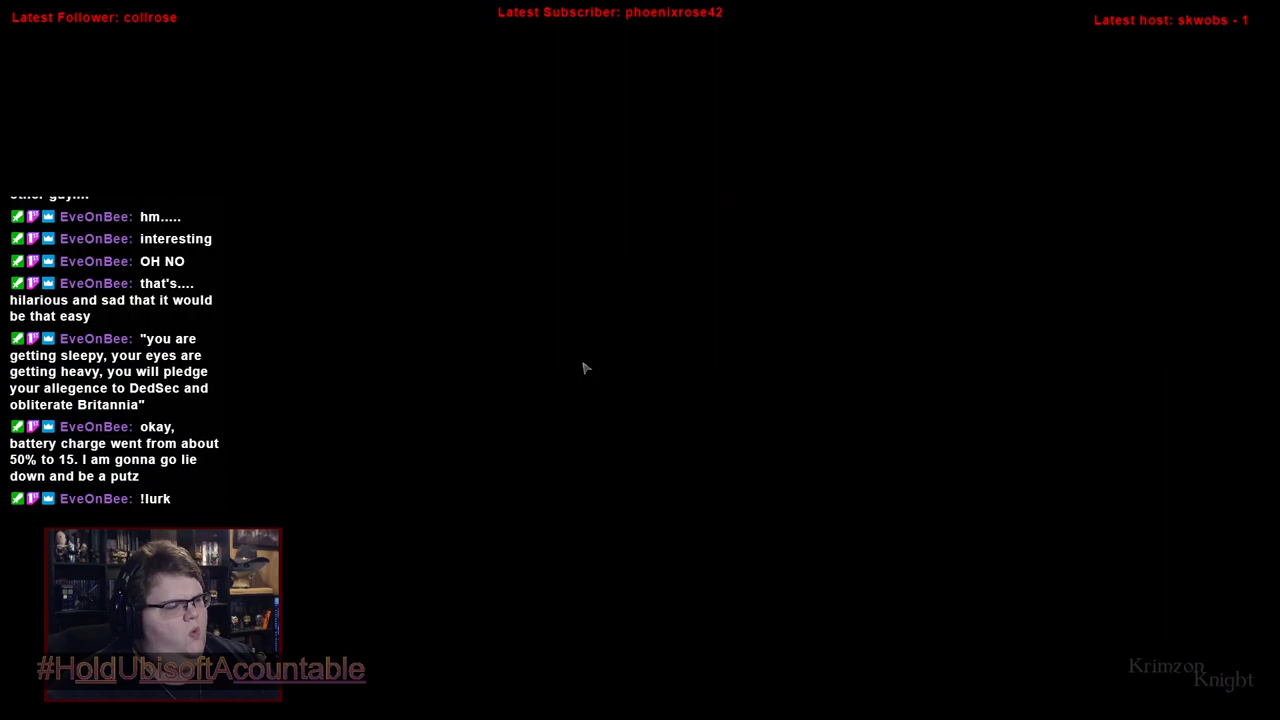 Latest Follower: collrose
Latest Subscriber: phoenixrose42
Latest host: skwobs - 1
other guy....
EveOnBee: hm.....
EveOnBee: interesting
EveOnBee: OH NO
EveOnBee: that's....
hilarious and sad that it would
be that easy
EveOnBee: "you are
getting sleepy, your eyes are
getting heavy, you will pledge
your allegence to DedSec and
obliterate Britannia"
EveOnBee: okay,
battery charge went from about
50% to 15. I am gonna go lie
down and be a putz
EveOnBee: !lurk
#HoldUbisoftAcountable
Krimzon
Knight